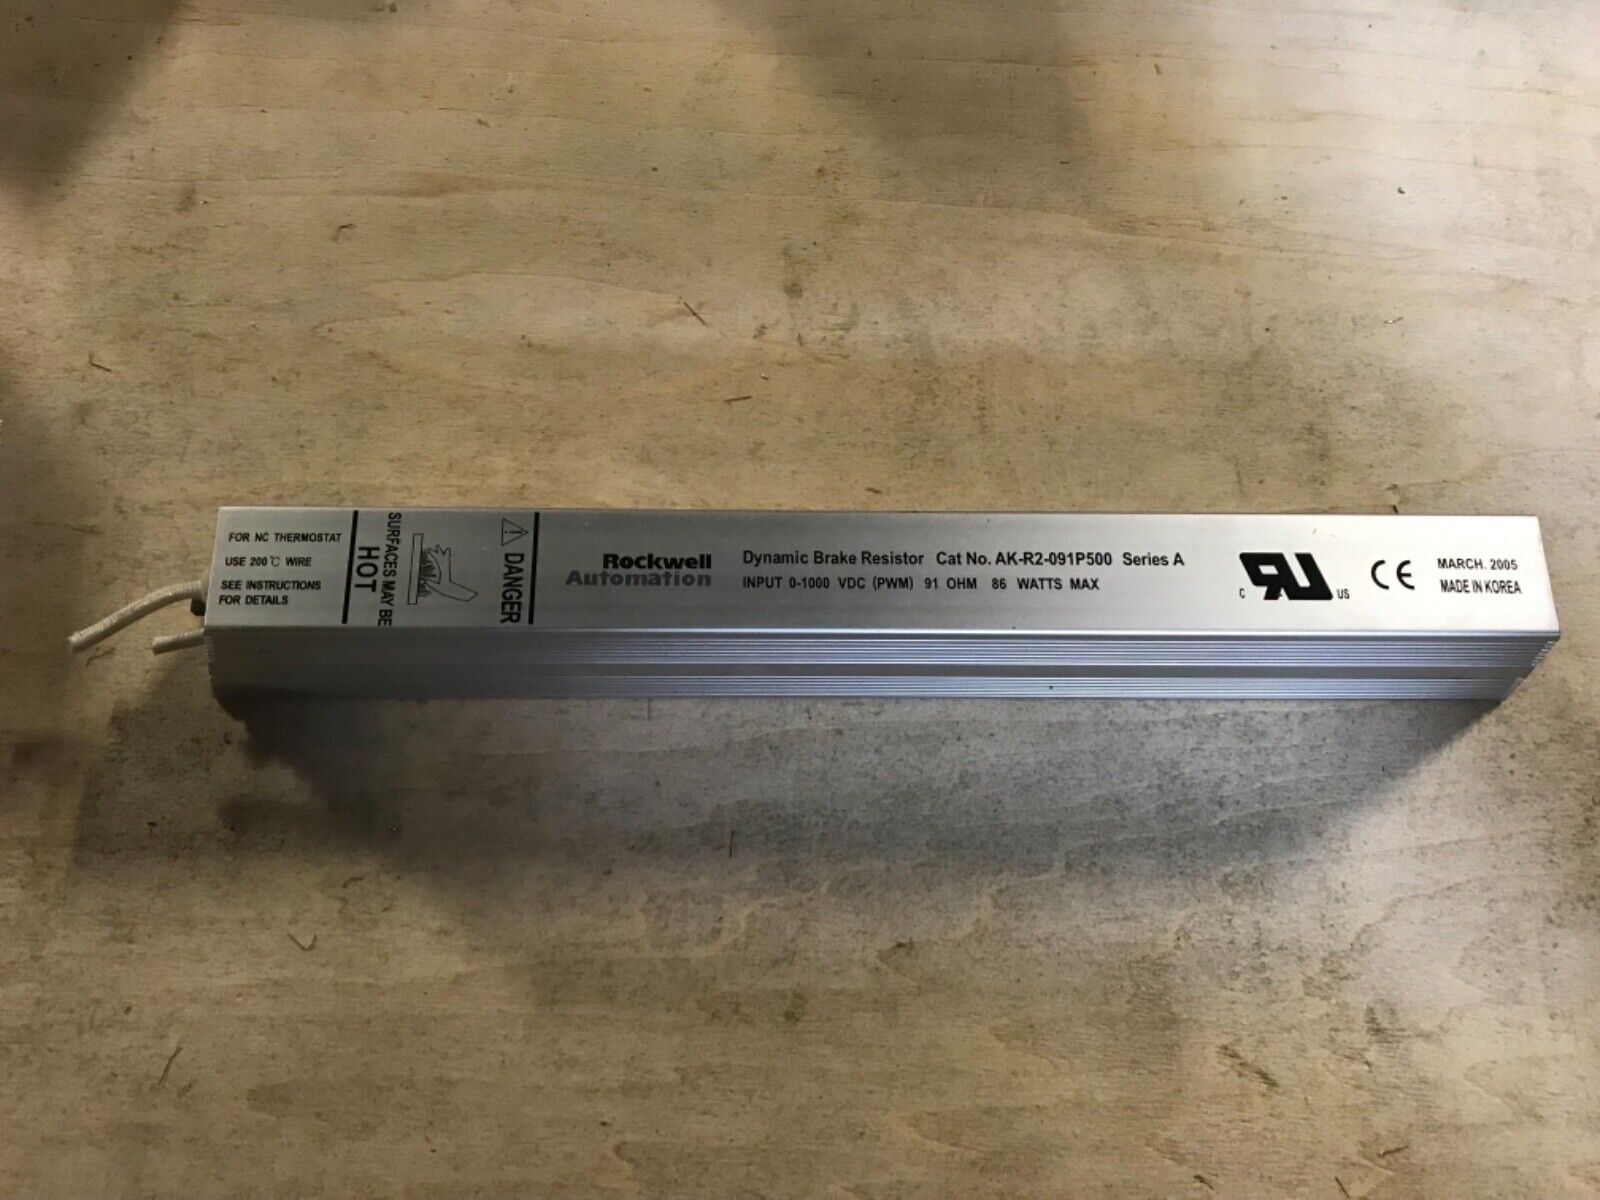 FOR NC THERMOSTAT
USE 200℃ WIRE
SEE INSTRUCTIONS
FOR DETAILS
SURFACES MAY BE
HOT
⚠ DANGER
Rockwell
Automation
Dynamic Brake Resistor Cat No. AK-R2-091P500 Series A
INPUT 0-1000 VDC (PWM) 91 OHM 86 WATTS MAX
C RU US
CE
MARCH. 2005
MADE IN KOREA